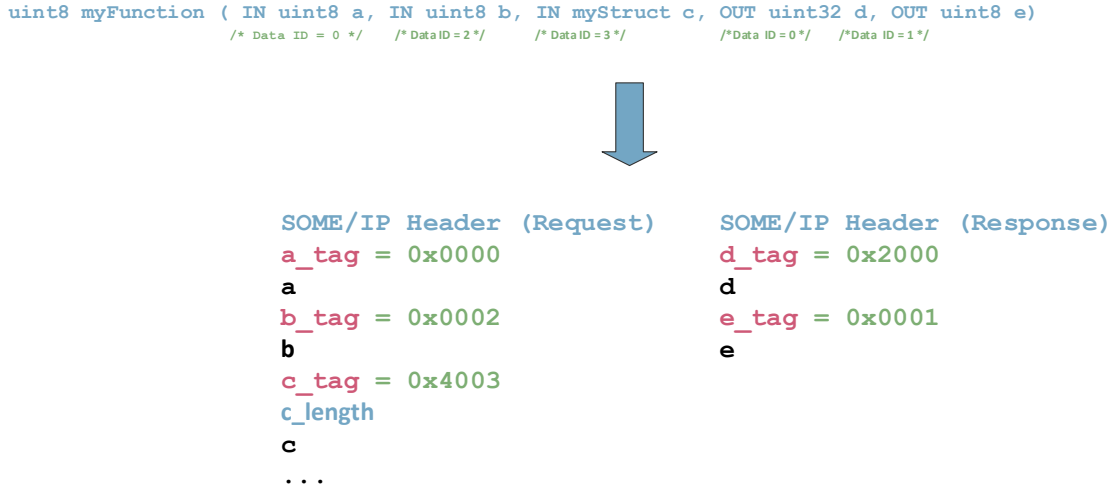 uint8 myFunction ( IN uint8 a, IN uint8 b, IN myStruct c, OUT uint32 d, OUT uint8 e)
/* Data ID = 0 */ /* Data ID = 2 */ /* Data ID = 3 */ /*Data ID = 0 */ /*Data ID = 1 */
SOME/IP Header (Request)
a_tag = 0x0000
a
b_tag = 0x0002
b
c_tag = 0x4003
c_length
c
...
SOME/IP Header (Response)
d_tag = 0x2000
d
e_tag = 0x0001
e